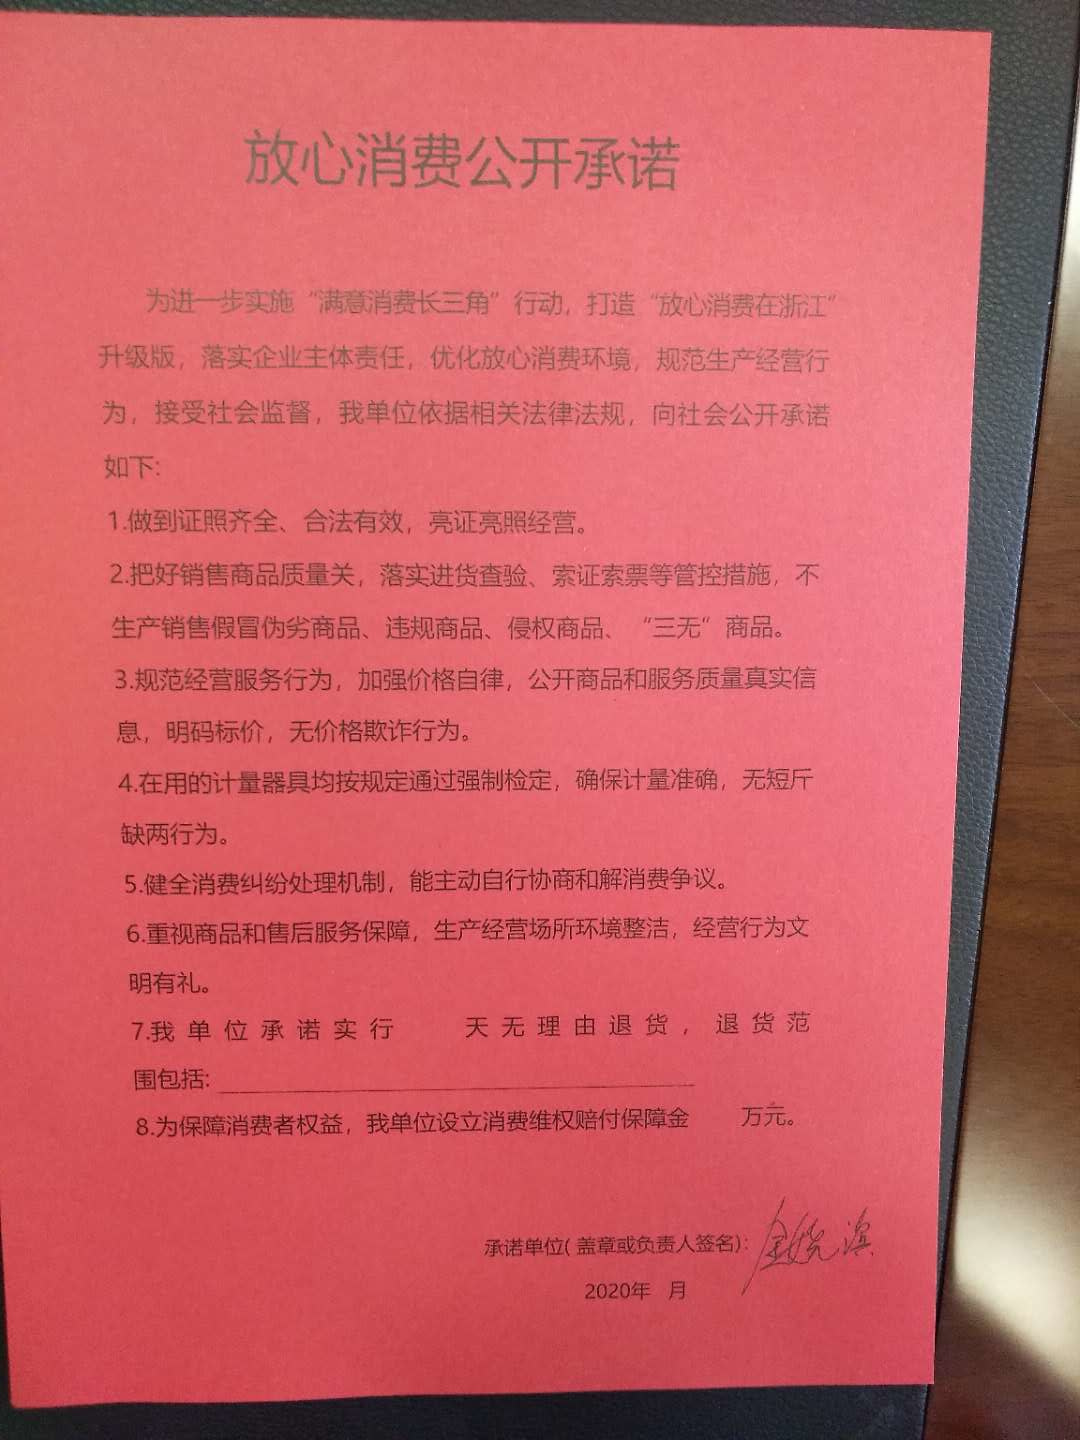 放心消费公开承诺
为进一步实施“满意消费长三角”行动，打造“放心消费在浙江”
升级版，落实企业主体责任，优化放心消费环境，规范生产经营行
为，接受社会监督，我单位依据相关法律法规，向社会公开承诺
如下:
1.做到证照齐全、合法有效，亮证亮照经营。
2.把好销售商品质量关，落实进货查验、索证索票等管控措施，不
生产销售假冒伪劣商品、违规商品、侵权商品、“三无”商品。
3.规范经营服务行为，加强价格自律，公开商品和服务质量真实信
息，明码标价，无价格欺诈行为。
4.在用的计量器具均按规定通过强制检定，确保计量准确，无短斤
缺两行为。
5.健全消费纠纷处理机制，能主动自行协商和解消费争议。
6.重视商品和售后服务保障，生产经营场所环境整洁，经营行为文
明有礼。
7.我单位承诺实行 天无理由退货，退货范
围包括:
8.为保障消费者权益，我单位设立消费维权赔付保障金 万元。
承诺单位(盖章或负责人签名):
2020年 月